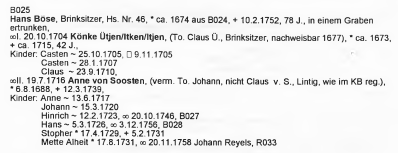 B025
Hans Böse, Brinksitzer, Hs. Nr. 46, * ca. 1674 aus B024, + 10.2.1752, 78 J., in einem Graben
ertrunken,
∞I. 20.10.1704 Könke Ütjen/Itken/Itjen, (To. Claus Ü., Brinksitzer, nachweisbar 1677), * ca. 1673,
+ ca. 1715, 42 J.,
Kinder: Casten ~ 25.10.1705, □ 9.11.1705
Casten ~ 28.1.1707
Claus ~ 23.9.1710,
∞II. 19.7.1716 Anne von Soosten, (verm. To. Johann, nicht Claus v. S., Lintig, wie im KB reg.),
* 6.8.1688, + 12.3.1739,
Kinder: Anne ~ 13.6.1717
Johann ~ 15.3.1720
Hinrich ~ 12.2.1723, ∞ 20.10.1746, B027
Hans ~ 5.3.1726, ∞ 3.12.1756, B028
Stopher * 17.4.1729, + 5.2.1731
Mette Alheit * 17.8.1731, ∞ 20.11.1758 Johann Reyels, R033